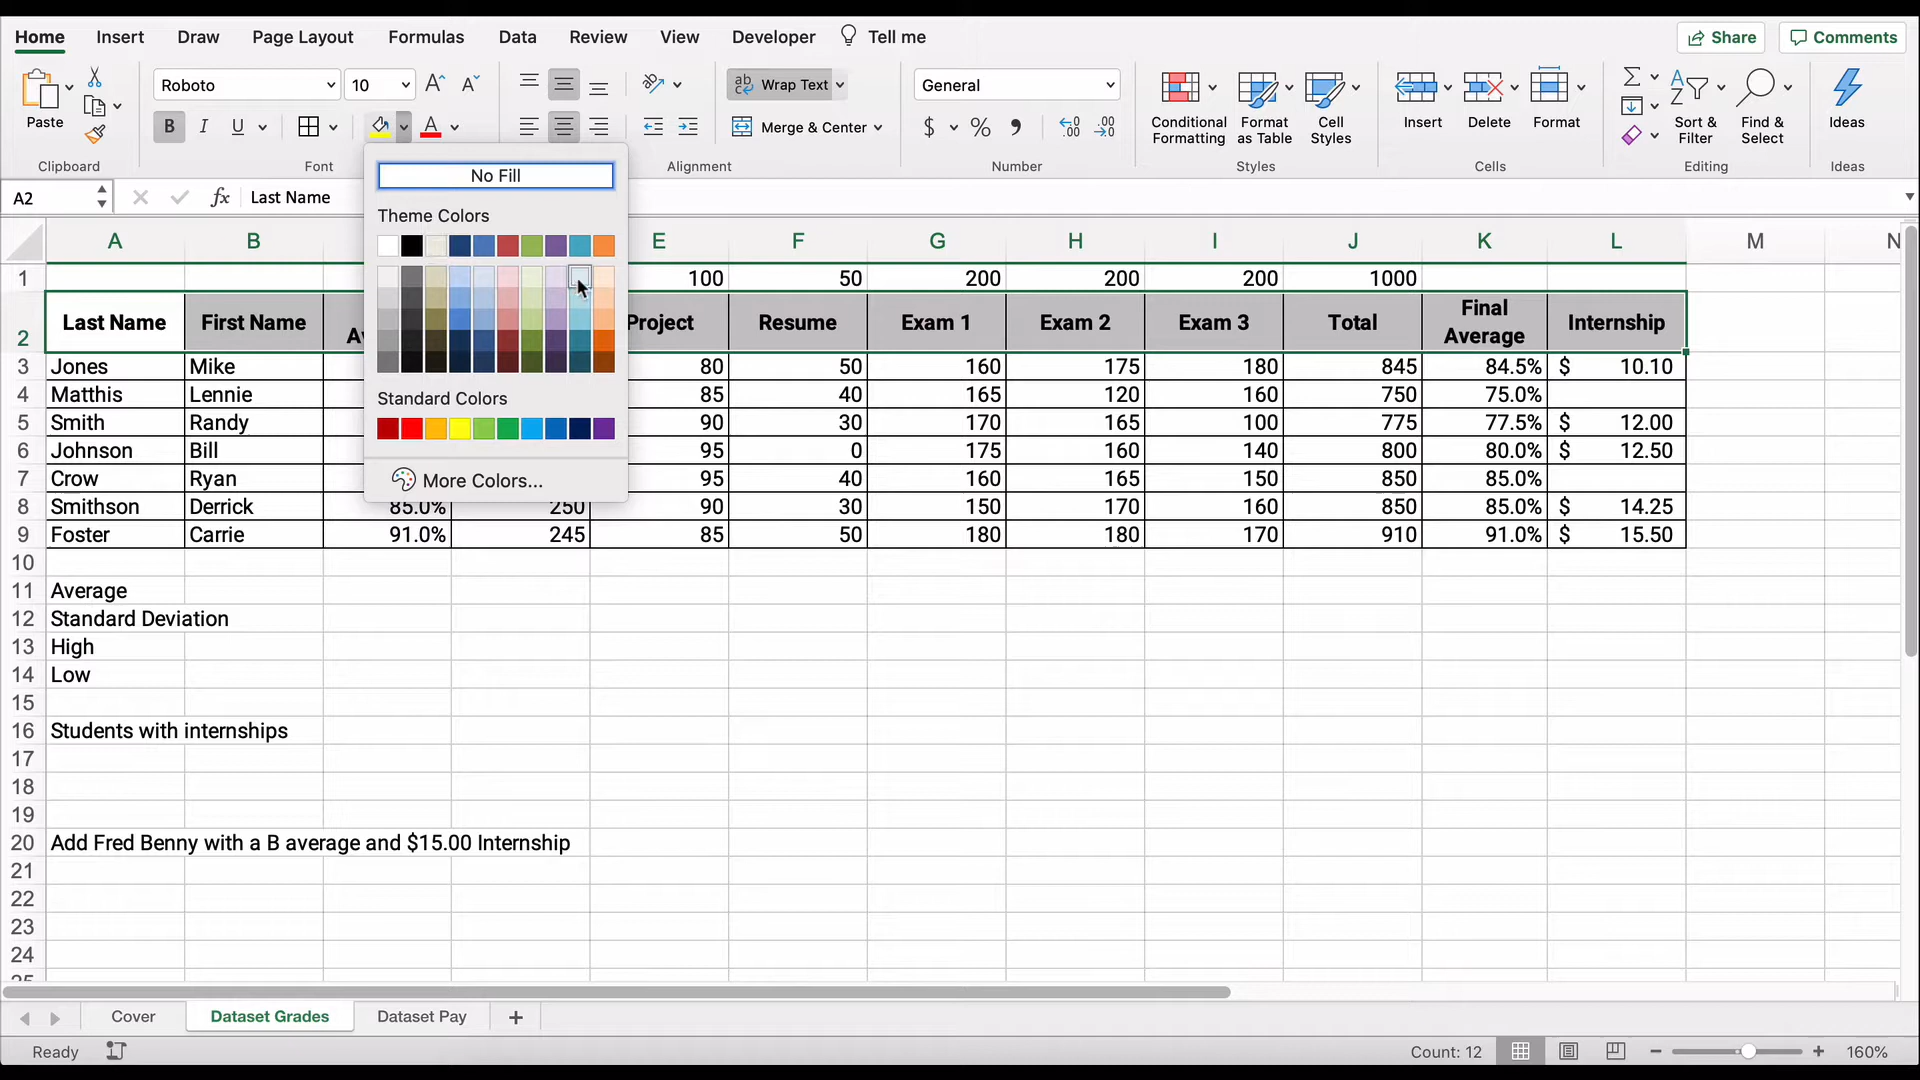 Home Insert Draw Page Layout Formulas Data Review View Developer Tell me Share Comments
Paste Roboto 10 A^ A˅ ab Wrap Text General Conditional Formatting Format as Table Cell Styles Insert Delete Format Σ Sort & Filter Find & Select Ideas
B I U A Merge & Center $ % , .00
Clipboard Font Alignment Number Styles Cells Editing Ideas
A2 fx Last Name
No Fill
Theme Colors
Standard Colors
More Colors...
A B E F G H I J K L M N
1 100 50 200 200 200 1000
2 Last Name First Name Project Resume Exam 1 Exam 2 Exam 3 Total Final Average Internship
3 Jones Mike 80 50 160 175 180 845 84.5% $ 10.10
4 Matthis Lennie 85 40 165 120 160 750 75.0%
5 Smith Randy 90 30 170 165 100 775 77.5% $ 12.00
6 Johnson Bill 95 0 175 160 140 800 80.0% $ 12.50
7 Crow Ryan 95 40 160 165 150 850 85.0%
8 Smithson Derrick 85.0% 250 90 30 150 170 160 850 85.0% $ 14.25
9 Foster Carrie 91.0% 245 85 50 180 180 170 910 91.0% $ 15.50
10
11 Average
12 Standard Deviation
13 High
14 Low
15
16 Students with internships
17
18
19
20 Add Fred Benny with a B average and $15.00 Internship
21
22
23
24
Cover Dataset Grades Dataset Pay +
Ready Count: 12 − + 160%